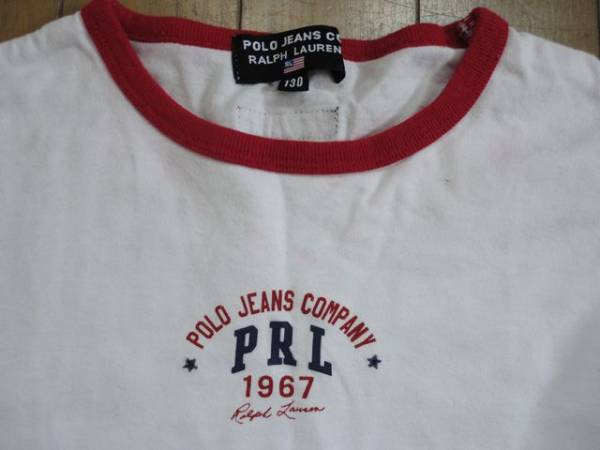 POLO JEANS CO
RALPH LAUREN
130
POLO JEANS COMPANY
PRL
1967
Ralph Lauren